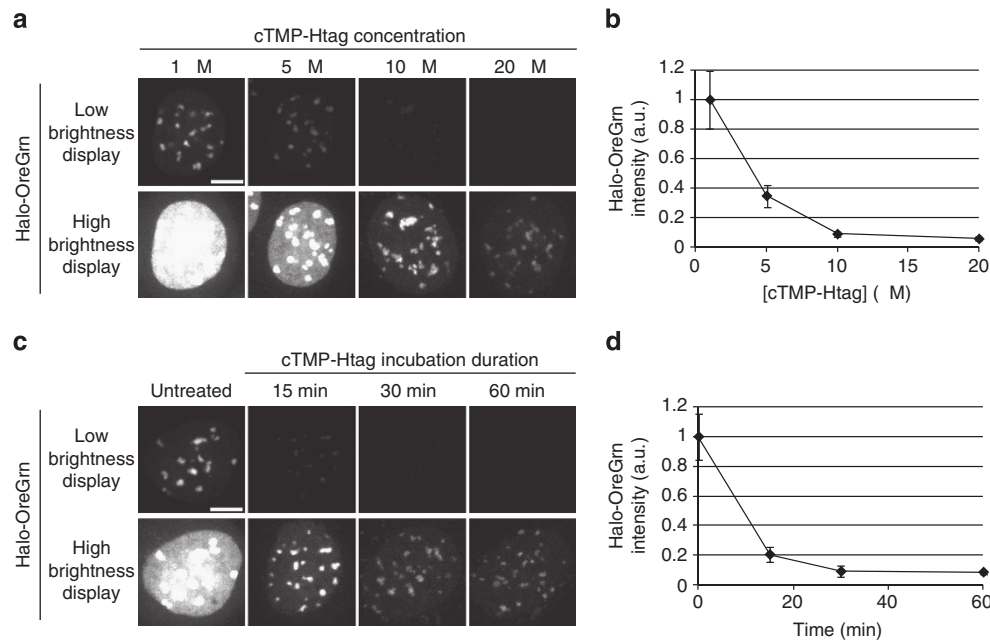 a
cTMP-Htag concentration
1 M 5 M 10 M 20 M
Halo-OreGrn
Low
brightness
display
High
brightness
display
b
Halo-OreGrn
intensity (a.u.)
1.2
1
0.8
0.6
0.4
0.2
0
0 5 10 15 20
[cTMP-Htag] ( M)
c
cTMP-Htag incubation duration
Untreated 15 min 30 min 60 min
Halo-OreGrn
Low
brightness
display
High
brightness
display
d
Halo-OreGrn
intensity (a.u.)
1.2
1
0.8
0.6
0.4
0.2
0
0 20 40 60
Time (min)